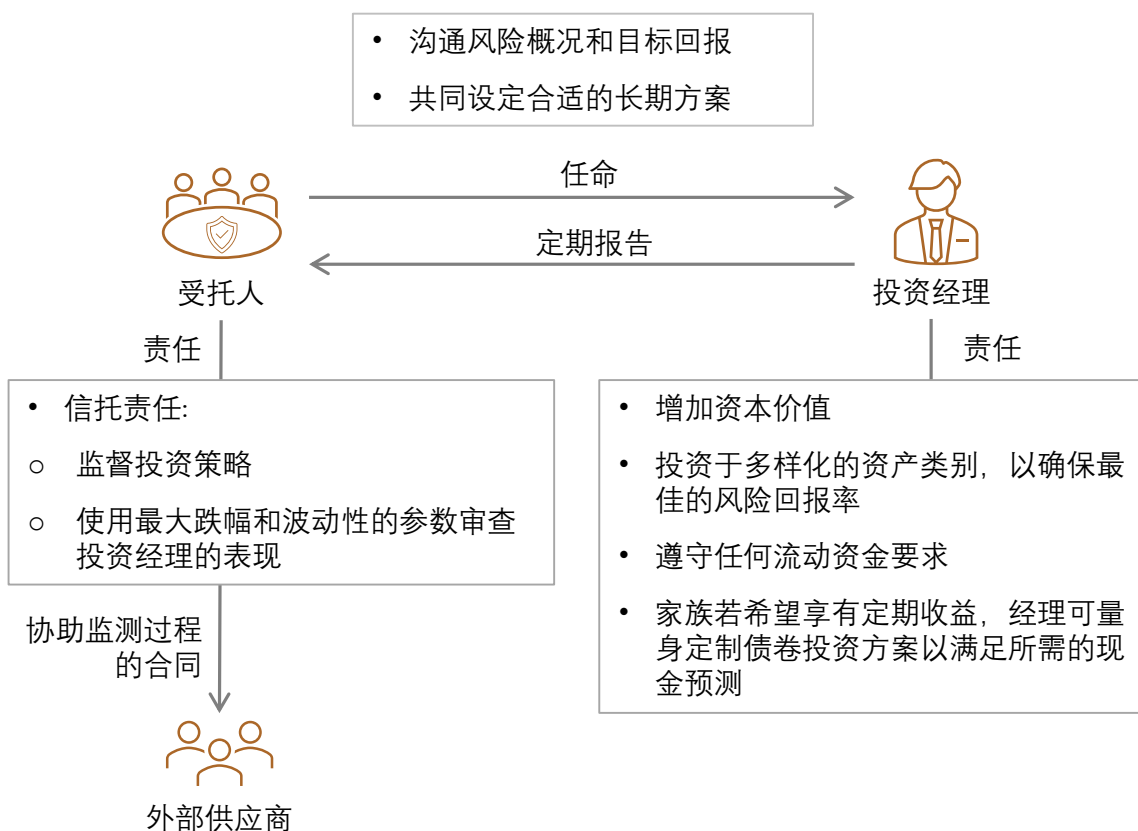 • 沟通风险概况和目标回报
• 共同设定合适的长期方案
任命
定期报告
受托人
投资经理
责任
责任
• 信托责任:
o 监督投资策略
o 使用最大跌幅和波动性的参数审查
投资经理的表现
• 增加资本价值
• 投资于多样化的资产类别，以确保最
佳的风险回报率
• 遵守任何流动资金要求
• 家族若希望享有定期收益，经理可量
身定制债卷投资方案以满足所需的现
金预测
协助监测过程
的合同
外部供应商